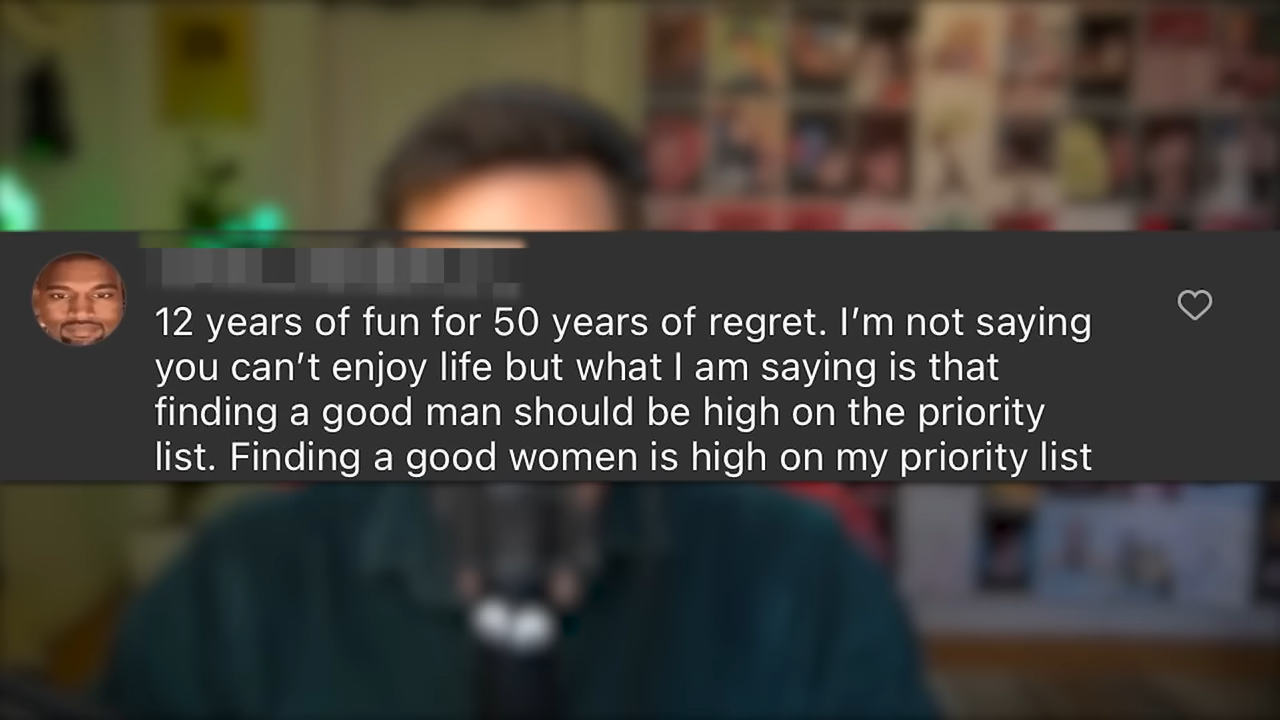 12 years of fun for 50 years of regret. I’m not saying
you can’t enjoy life but what I am saying is that
finding a good man should be high on the priority
list. Finding a good women is high on my priority list